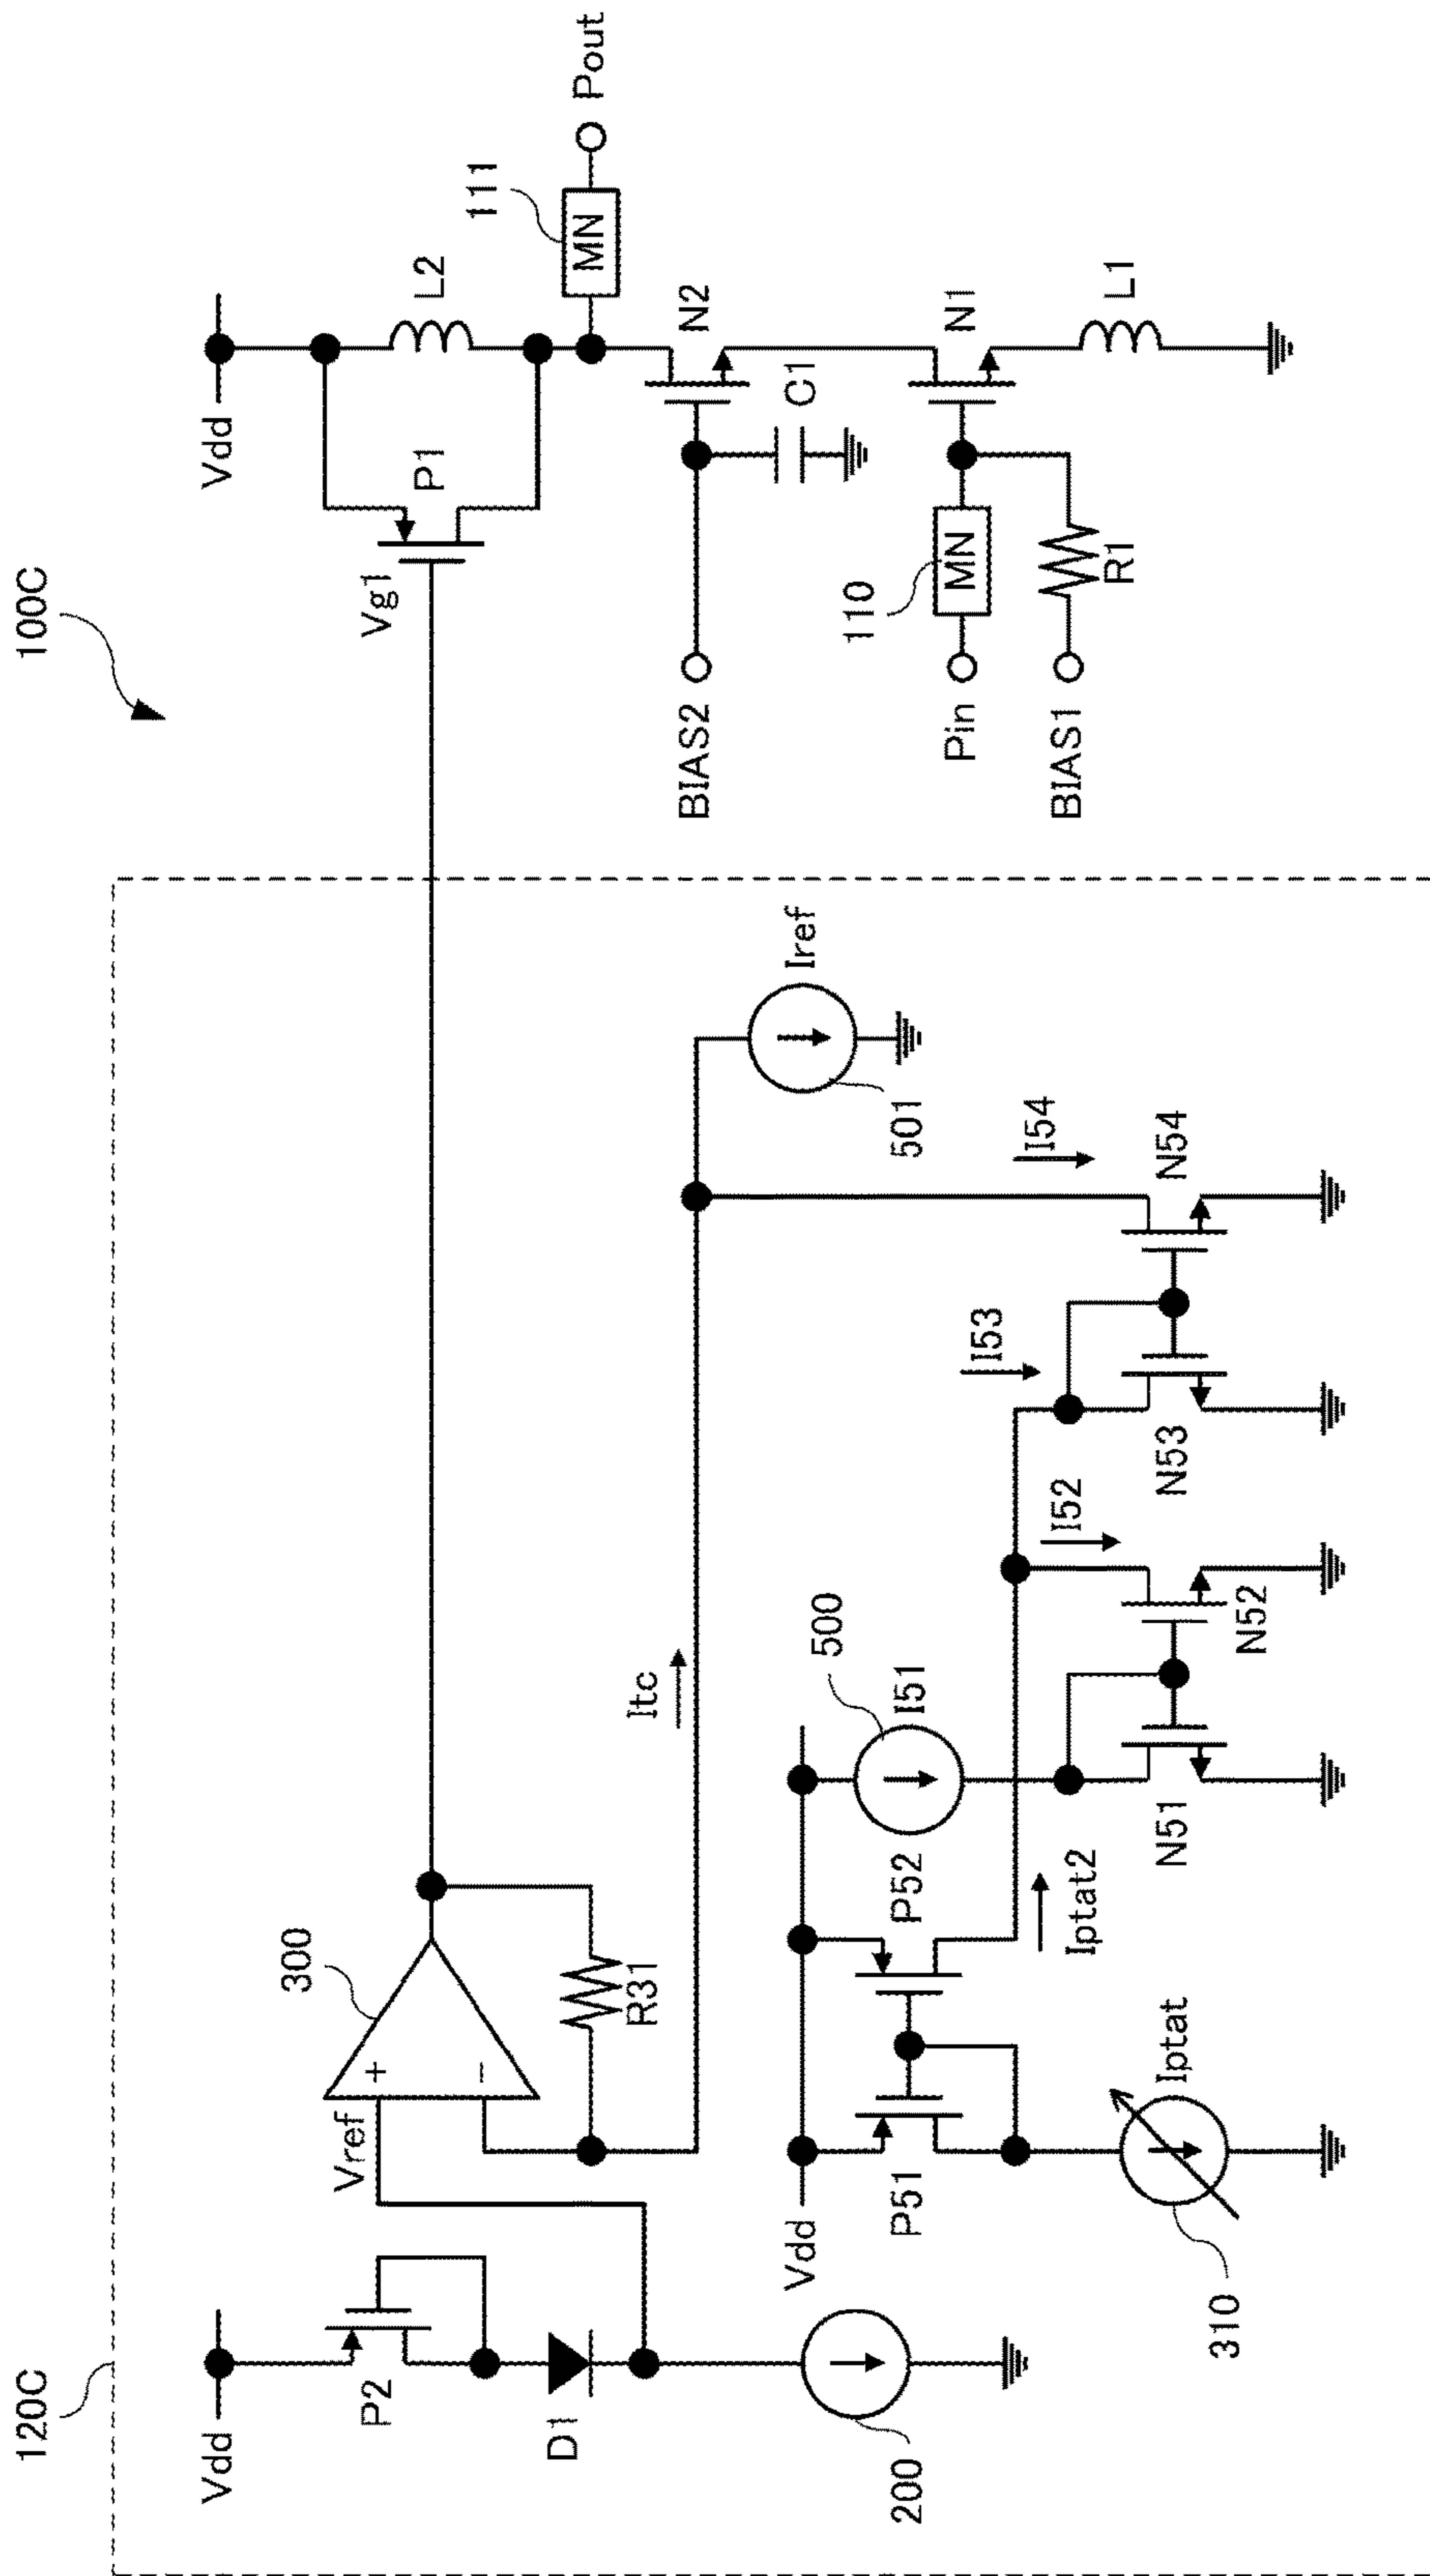 100C
120C
Vdd
P2
D1
200
Vref
+
−
300
R31
Itc
Vg1
Vdd
P1
L2
111
MN
Pout
N2
C1
BIAS2
110
MN
Pin
N1
L1
BIAS1
R1
Vdd
P51
P52
500
I51
Iptat2
Iptat
310
N51
N52
I52
I53
N53
I54
N54
501
Iref